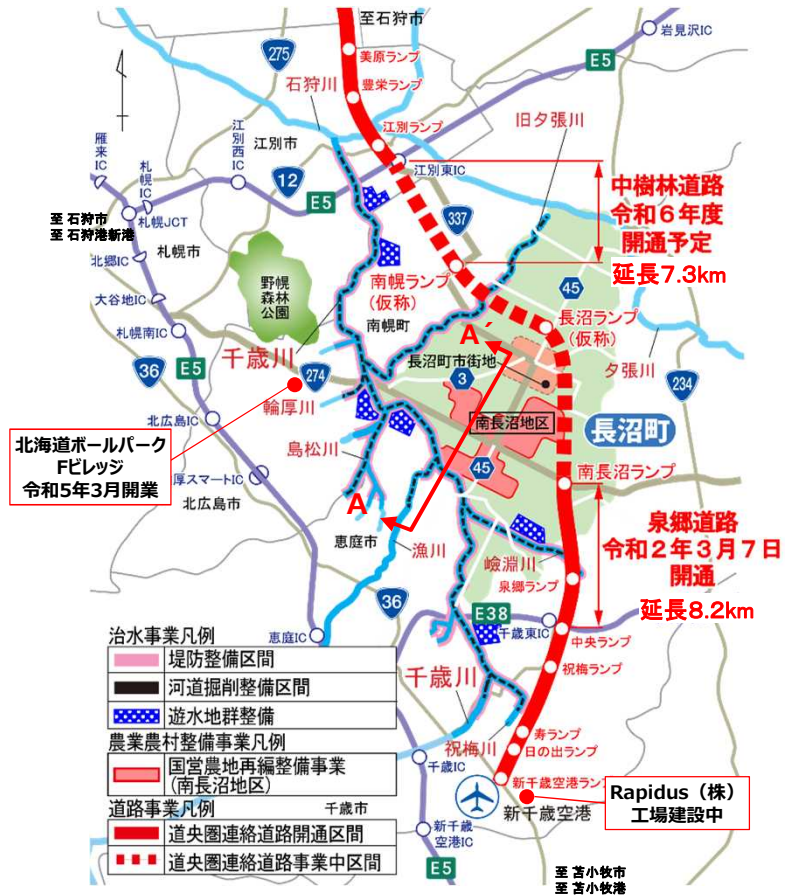 至石狩市
岩見沢IC
275
美原ランプ
E5
石狩川
豊栄ランプ
旧夕張川
江別ランプ
雁来IC
札幌IC
江別西IC
江別市
12
江別東IC
中樹林道路
令和6年度
開通予定
延長7.3km
E5
337
至 石狩市
至 石狩港新港
札幌JCT
札幌市
北郷IC
野幌
森林
公園
南幌ランプ
(仮称)
45
大谷地IC
南幌町
長沼ランプ
(仮称)
札幌南IC
千歳川
A´
夕張川
36
長沼町市街地
E5
274
3
234
輪厚川
南長沼地区
長沼町
北広島IC
北海道ボールパーク
Fビレッジ
令和5年3月開業
島松川
45
南長沼ランプ
厚スマートIC
A
北広島市
恵庭市
漁川
泉郷道路
令和2年3月7日
開通
延長8.2km
嶮淵川
泉郷ランプ
36
E38
恵庭IC
千歳東IC
中央ランプ
治水事業凡例
堤防整備区間
河道掘削整備区間
遊水地群整備
農業農村整備事業凡例
国営農地再編整備事業
(南長沼地区)
道路事業凡例
道央圏連絡道路開通区間
道央圏連絡道路事業中区間
祝梅ランプ
千歳川
祝梅川
寿ランプ
日の出ランプ
千歳IC
新千歳空港ランプ
Rapidus(株)
工場建設中
千歳市
新千歳空港
新千歳
空港IC
E5
至 苫小牧市
至 苫小牧港